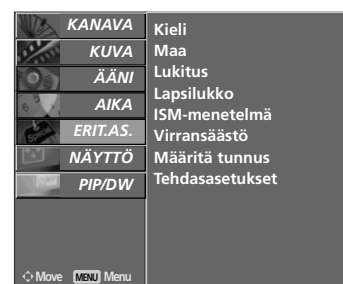 KANAVA
KUVA
ÄÄNI
AIKA
ERIT.AS.
NÄYTTÖ
PIP/DW
Kieli
Maa
Lukitus
Lapsilukko
ISM-menetelmä
Virransäästö
Määritä tunnus
Tehdasasetukset
Move MENU Menu